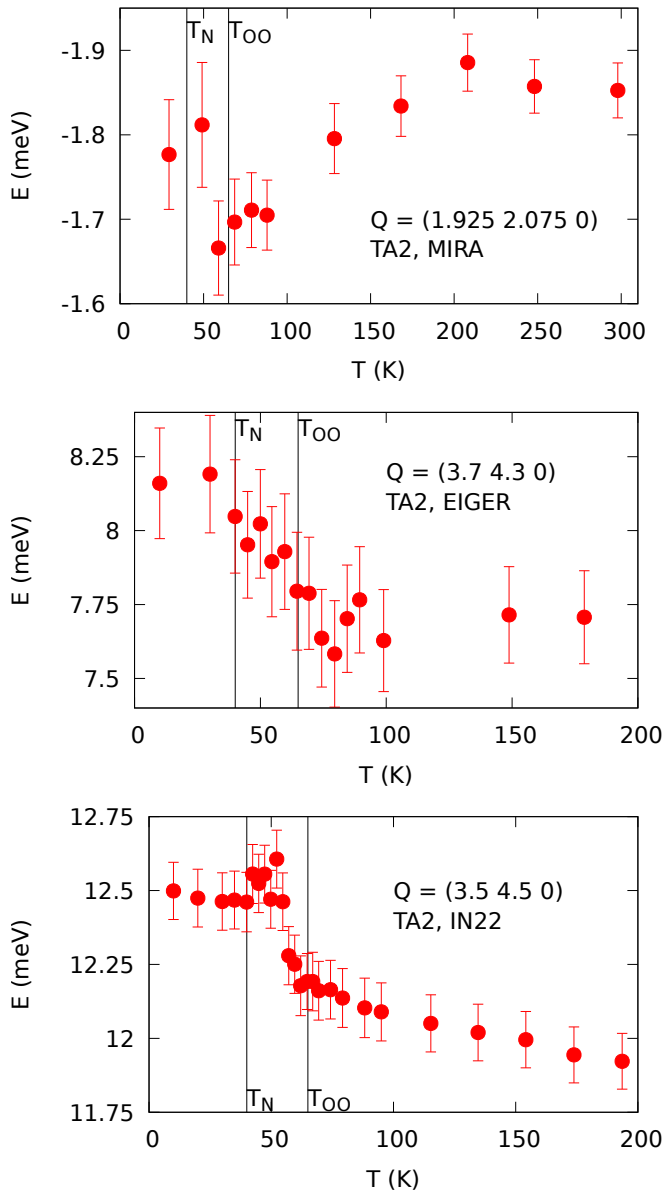 -1.9
T_N T_OO
-1.8
E (meV)
-1.7
Q = (1.925 2.075 0)
TA2, MIRA
-1.6
0 50 100 150 200 250 300
T (K)
T_N T_OO
8.25
Q = (3.7 4.3 0)
TA2, EIGER
8
E (meV)
7.75
7.5
0 50 100 150 200
T (K)
12.75
12.5
Q = (3.5 4.5 0)
TA2, IN22
E (meV)
12.25
12
T_N T_OO
11.75
0 50 100 150 200
T (K)